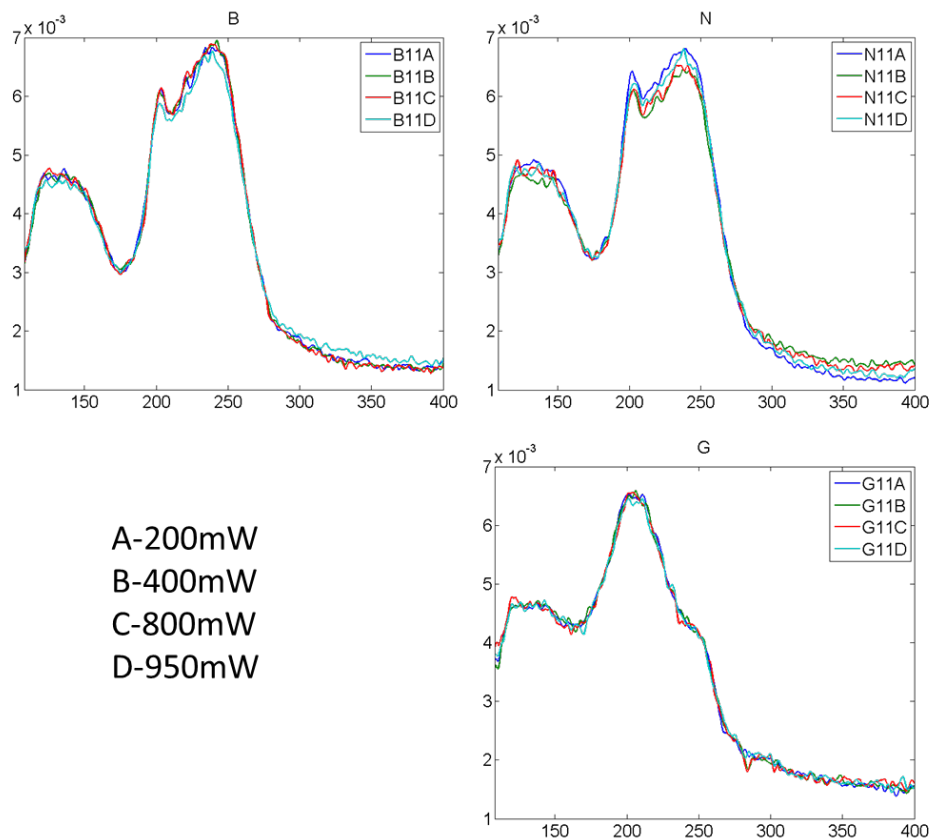 B
7 x 10⁻³
6
5
4
3
2
1
150 200 250 300 350 400
B11A
B11B
B11C
B11D
N
7 x 10⁻³
6
5
4
3
2
1
150 200 250 300 350 400
N11A
N11B
N11C
N11D
A-200mW
B-400mW
C-800mW
D-950mW
G
7 x 10⁻³
6
5
4
3
2
1
150 200 250 300 350 400
G11A
G11B
G11C
G11D